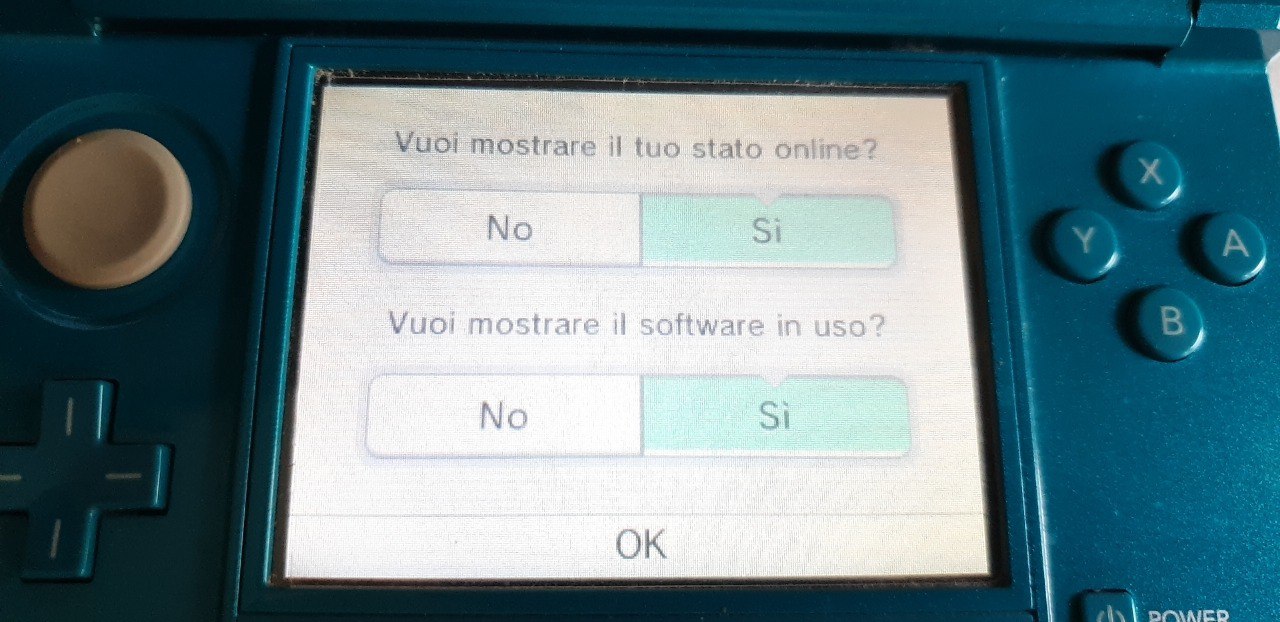 Vuoi mostrare il tuo stato online?
No Sì
Vuoi mostrare il software in uso?
No Sì
OK
X
Y A
B
POWER